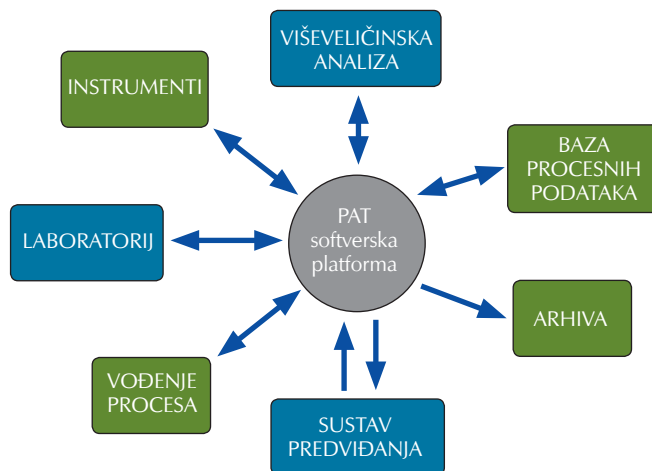 VIŠEVELIČINSKA
ANALIZA
INSTRUMENTI
BAZA
PROCESNIH
PODATAKA
PAT
softverska
platforma
LABORATORIJ
ARHIVA
VOĐENJE
PROCESA
SUSTAV
PREDVIĐANJA